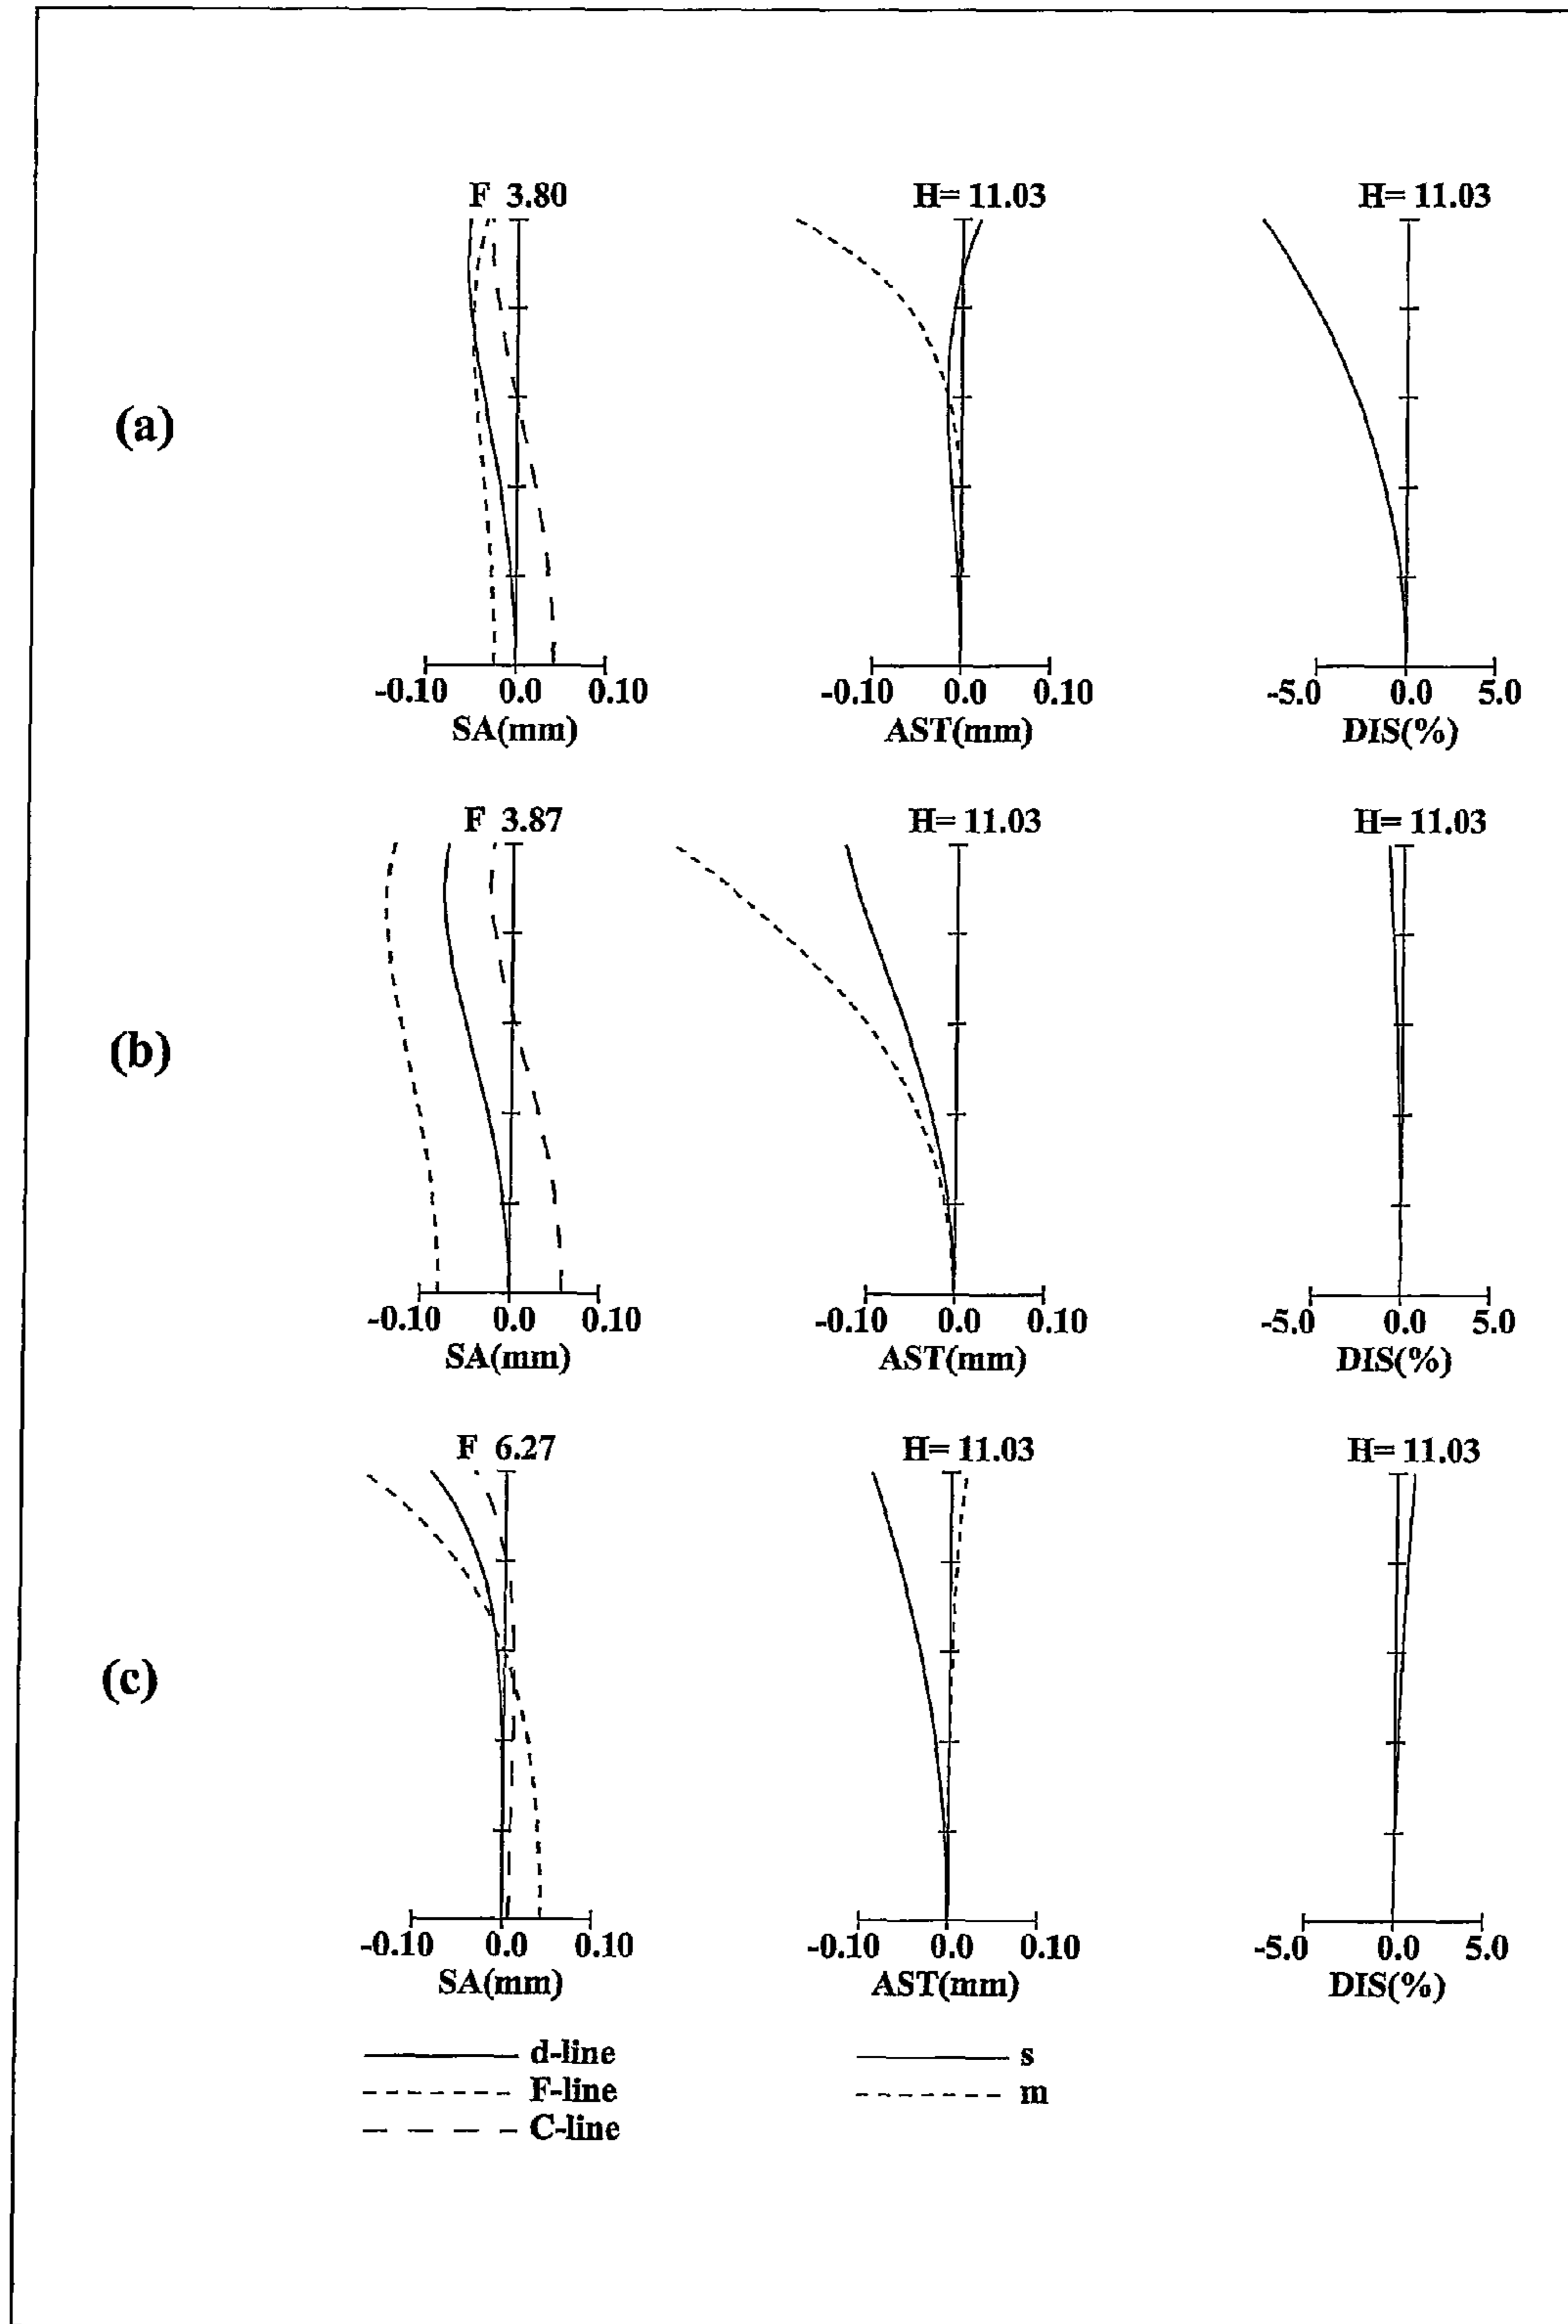 F 3.80 H= 11.03 H= 11.03
(a)
-0.10 0.0 0.10 -0.10 0.0 0.10 -5.0 0.0 5.0
SA(mm) AST(mm) DIS(%)
F 3.87 H= 11.03 H= 11.03
(b)
-0.10 0.0 0.10 -0.10 0.0 0.10 -5.0 0.0 5.0
SA(mm) AST(mm) DIS(%)
F 6.27 H= 11.03 H= 11.03
(c)
-0.10 0.0 0.10 -0.10 0.0 0.10 -5.0 0.0 5.0
SA(mm) AST(mm) DIS(%)
d-line s
F-line m
C-line